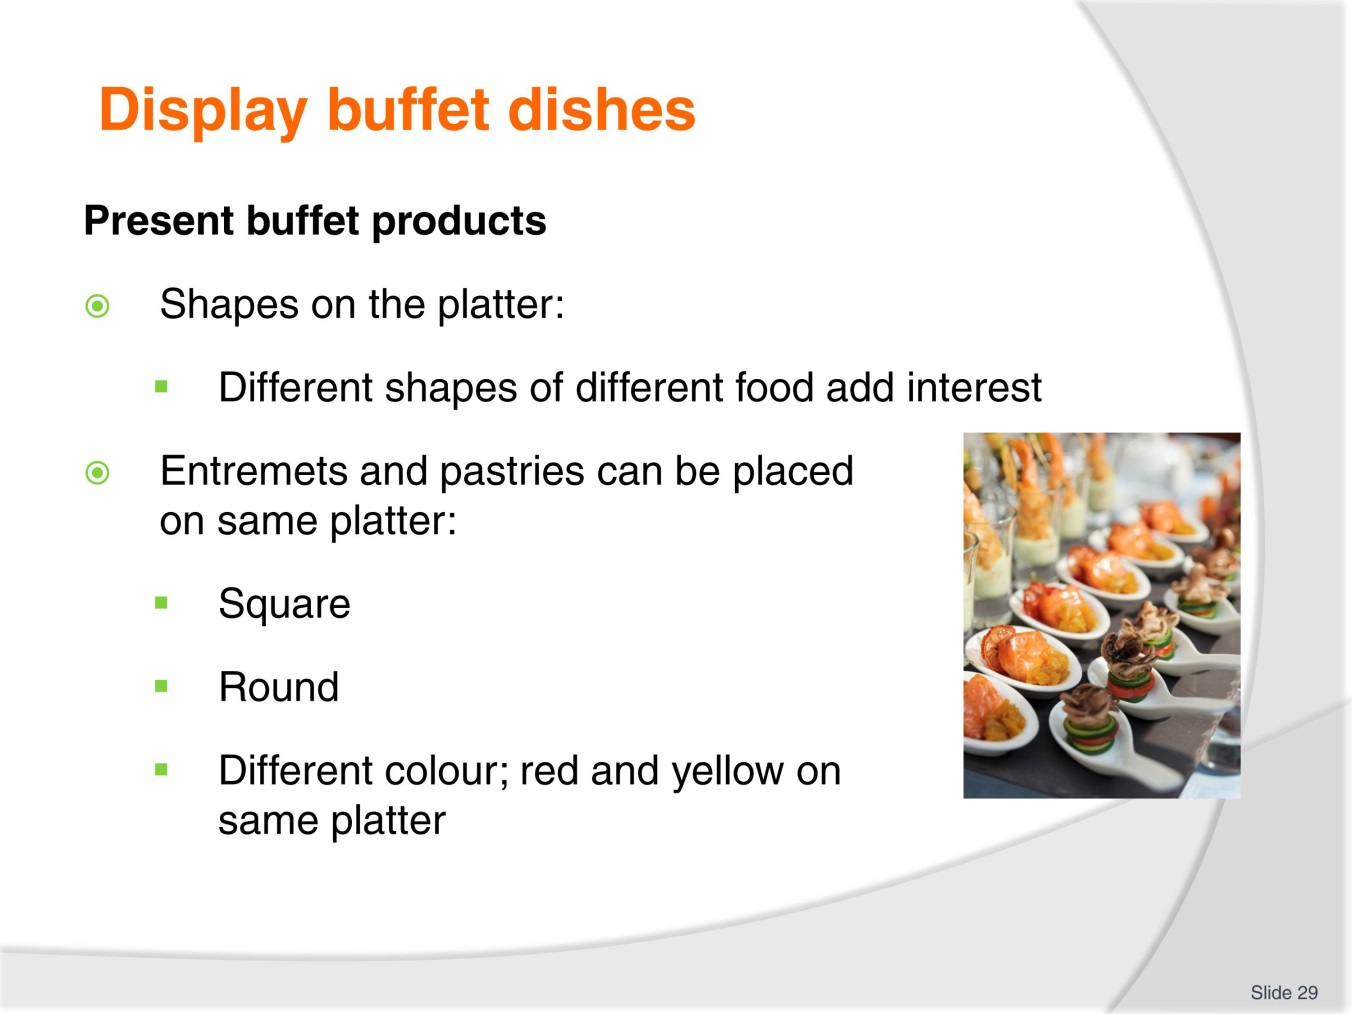 Display buffet dishes
Present buffet products
Shapes on the platter:
Different shapes of different food add interest
Entremets and pastries can be placed
on same platter:
Square
Round
Different colour; red and yellow on
same platter
Slide 29